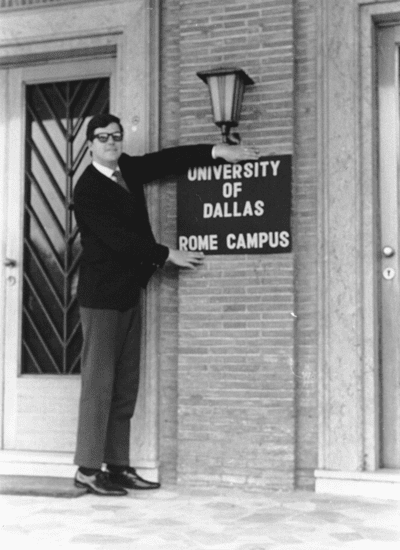 UNIVERSITY
OF
DALLAS
ROME CAMPUS